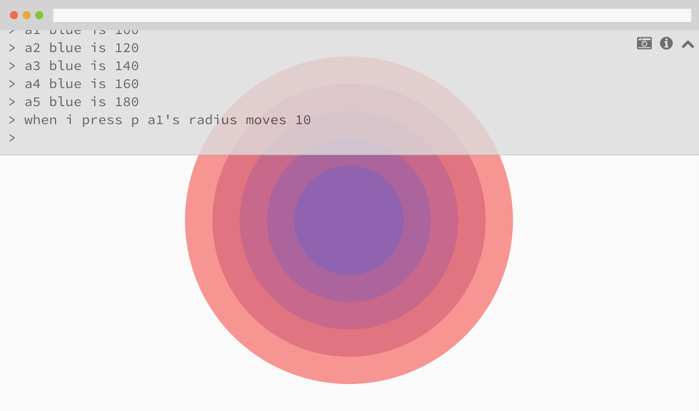 > a1 blue is 100
> a2 blue is 120
> a3 blue is 140
> a4 blue is 160
> a5 blue is 180
> when i press p a1's radius moves 10
>